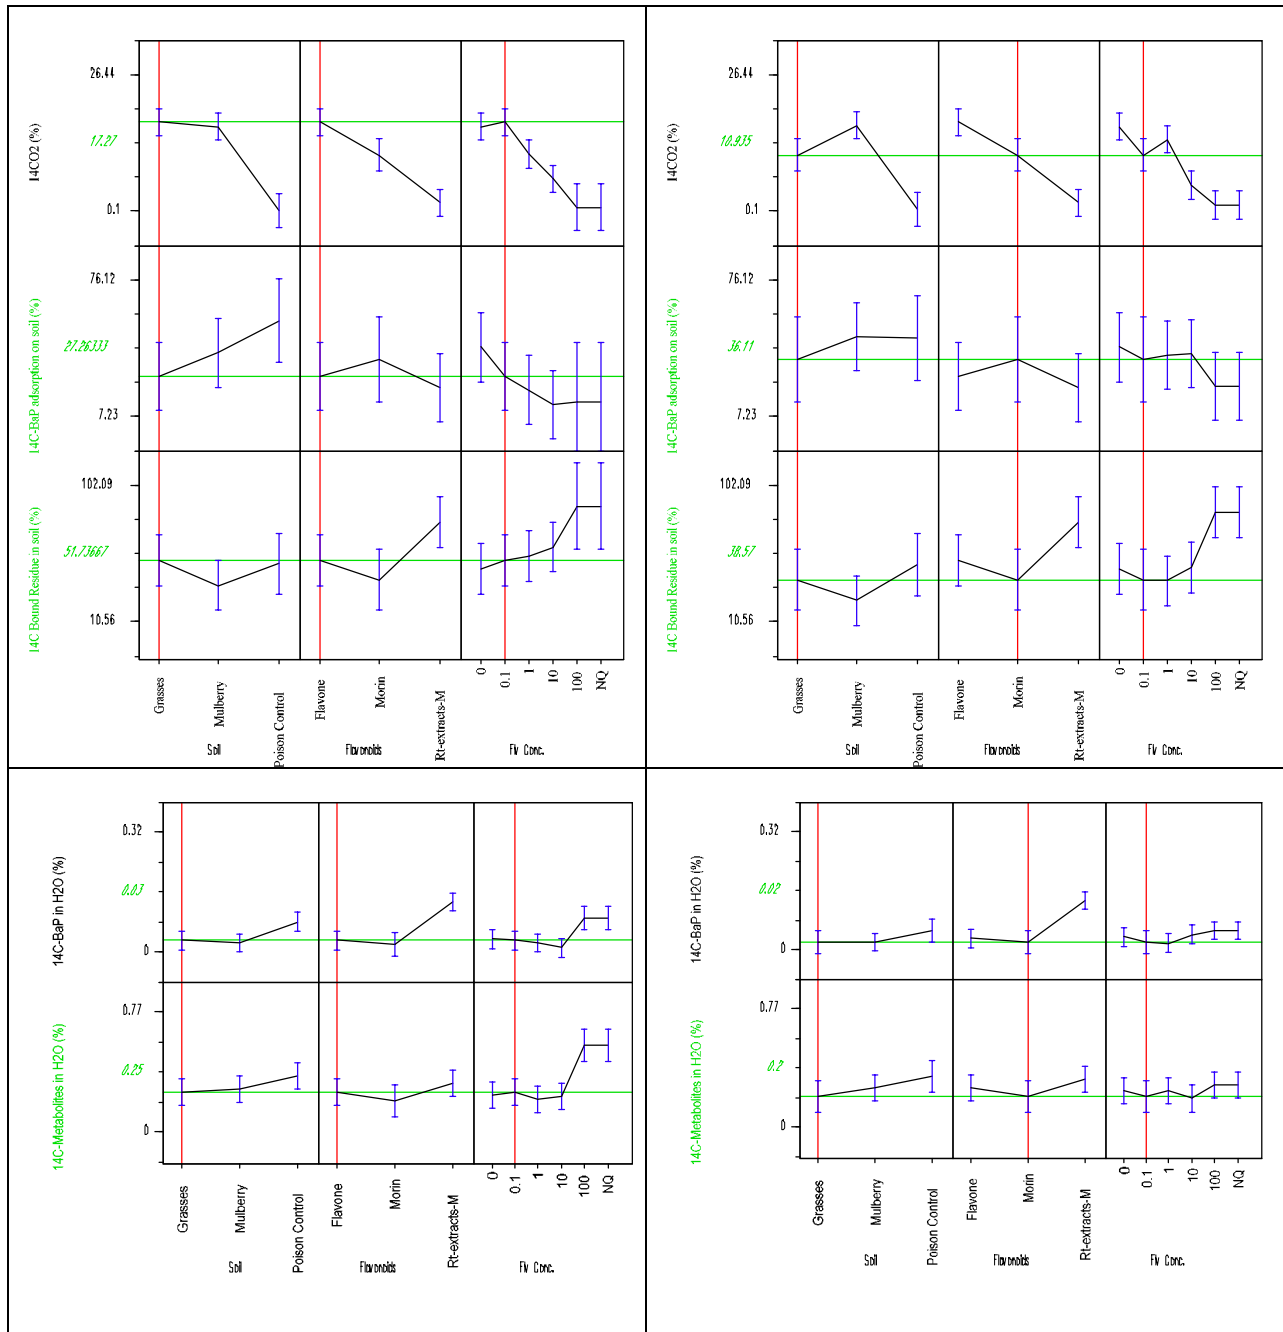 14CO2 (%)
26.44
17.27
0.1
14C-BaP adsorption on soil (%)
76.12
27.26333
7.23
14C Bound Residue in soil (%)
102.09
51.73667
10.56
Grasses
Mulberry
Poison Control
Flavone
Morin
Rt-extracts-M
0
0.1
1
10
100
NQ
Soil
Flavonoids
Flv Conc.
14CO2 (%)
26.44
10.935
0.1
14C-BaP adsorption on soil (%)
76.12
36.11
7.23
14C Bound Residue in soil (%)
102.09
38.57
10.56
Grasses
Mulberry
Poison Control
Flavone
Morin
Rt-extracts-M
0
0.1
1
10
100
NQ
Soil
Flavonoids
Flv Conc.
14C-BaP in H2O (%)
0.32
0.03
0
14C-Metabolites in H2O (%)
0.77
0.25
0
Grasses
Mulberry
Poison Control
Flavone
Morin
Rt-extracts-M
0
0.1
1
10
100
NQ
Soil
Flavonoids
Flv Conc.
14C-BaP in H2O (%)
0.32
0.02
0
14C-Metabolites in H2O (%)
0.77
0.2
0
Grasses
Mulberry
Poison Control
Flavone
Morin
Rt-extracts-M
0
0.1
1
10
100
NQ
Soil
Flavonoids
Flv Conc.